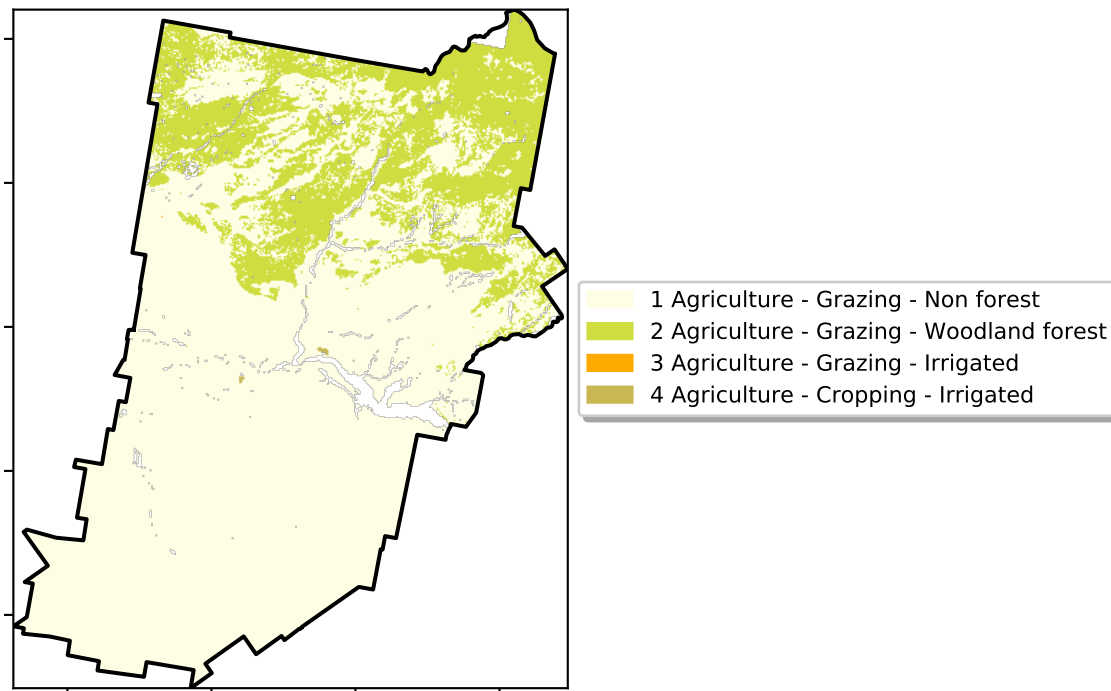 1 Agriculture - Grazing - Non forest
2 Agriculture - Grazing - Woodland forest
3 Agriculture - Grazing - Irrigated
4 Agriculture - Cropping - Irrigated